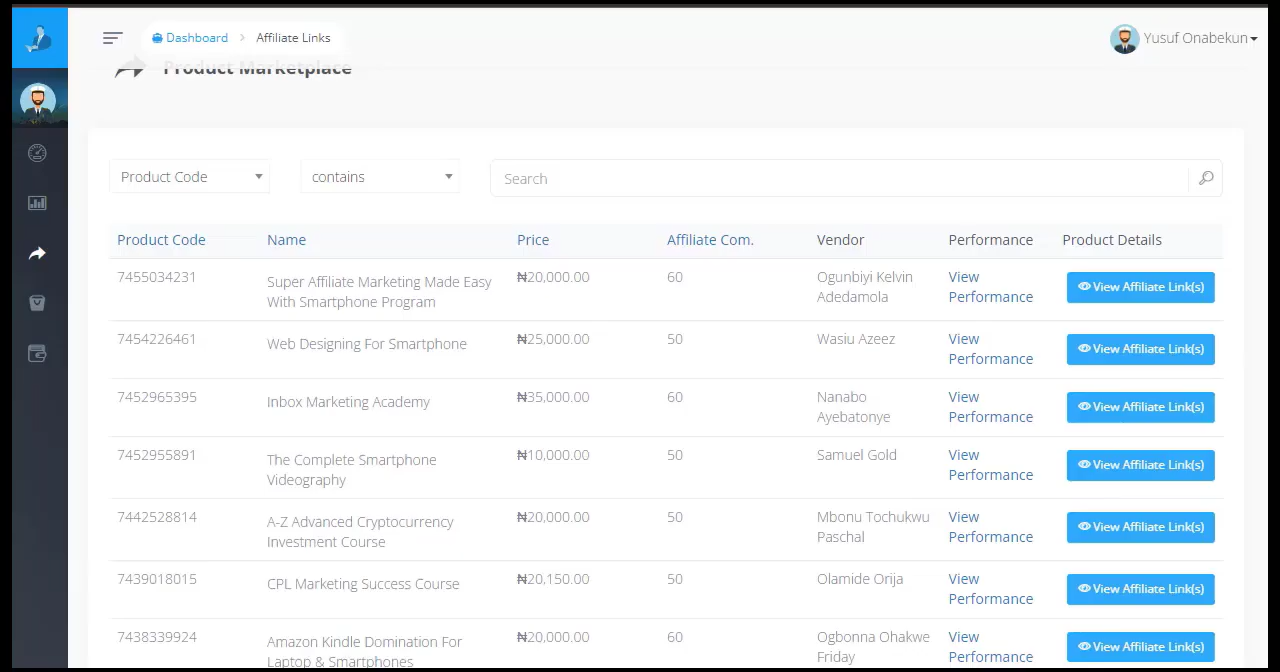 Dashboard > Affiliate Links
Yusuf Onabekun
Product Marketplace
Product Code
contains
Search
Product Code Name Price Affiliate Com. Vendor Performance Product Details
7455034231 Super Affiliate Marketing Made Easy ₦20,000.00 60 Ogunbiyi Kelvin View View Affiliate Link(s)
With Smartphone Program Adedamola Performance
7454226461 Web Designing For Smartphone ₦25,000.00 50 Wasiu Azeez View View Affiliate Link(s)
Performance
7452965395 Inbox Marketing Academy ₦35,000.00 60 Nanabo View View Affiliate Link(s)
Ayebatonye Performance
7452955891 The Complete Smartphone ₦10,000.00 50 Samuel Gold View View Affiliate Link(s)
Videography Performance
7442528814 A-Z Advanced Cryptocurrency ₦20,000.00 50 Mbonu Tochukwu View View Affiliate Link(s)
Investment Course Paschal Performance
7439018015 CPL Marketing Success Course ₦20,150.00 50 Olamide Orija View View Affiliate Link(s)
Performance
7438339924 Amazon Kindle Domination For ₦20,000.00 60 Ogbonna Ohakwe View View Affiliate Link(s)
Laptop & Smartphones Friday Performance